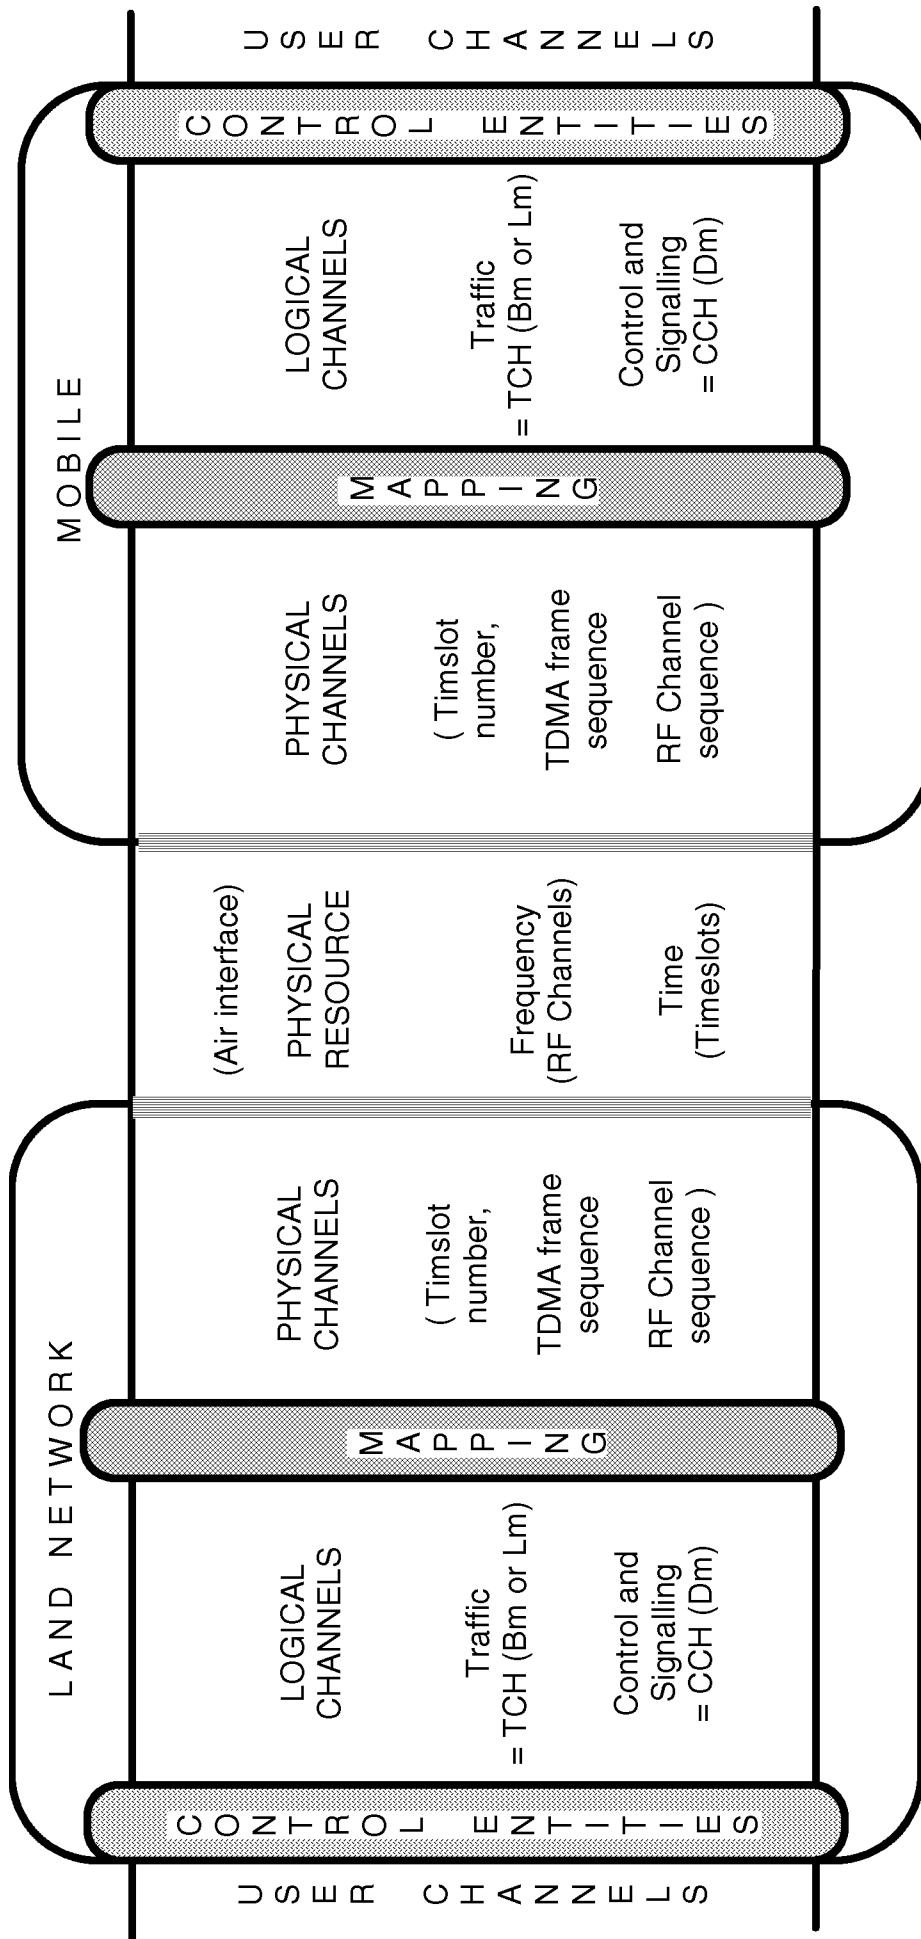 LAND NETWORK
MOBILE
USER CHANNELS
CONTROL ENTITIES
LOGICAL
CHANNELS
Traffic
= TCH (Bm or Lm)
Control and
Signalling
= CCH (Dm)
MAPPING
PHYSICAL
CHANNELS
( Timslot
number,
TDMA frame
sequence
RF Channel
sequence )
(Air interface)
PHYSICAL
RESOURCE
Frequency
(RF Channels)
Time
(Timeslots)
PHYSICAL
CHANNELS
( Timslot
number,
TDMA frame
sequence
RF Channel
sequence )
MAPPING
LOGICAL
CHANNELS
Traffic
= TCH (Bm or Lm)
Control and
Signalling
= CCH (Dm)
CONTROL ENTITIES
USER CHANNELS